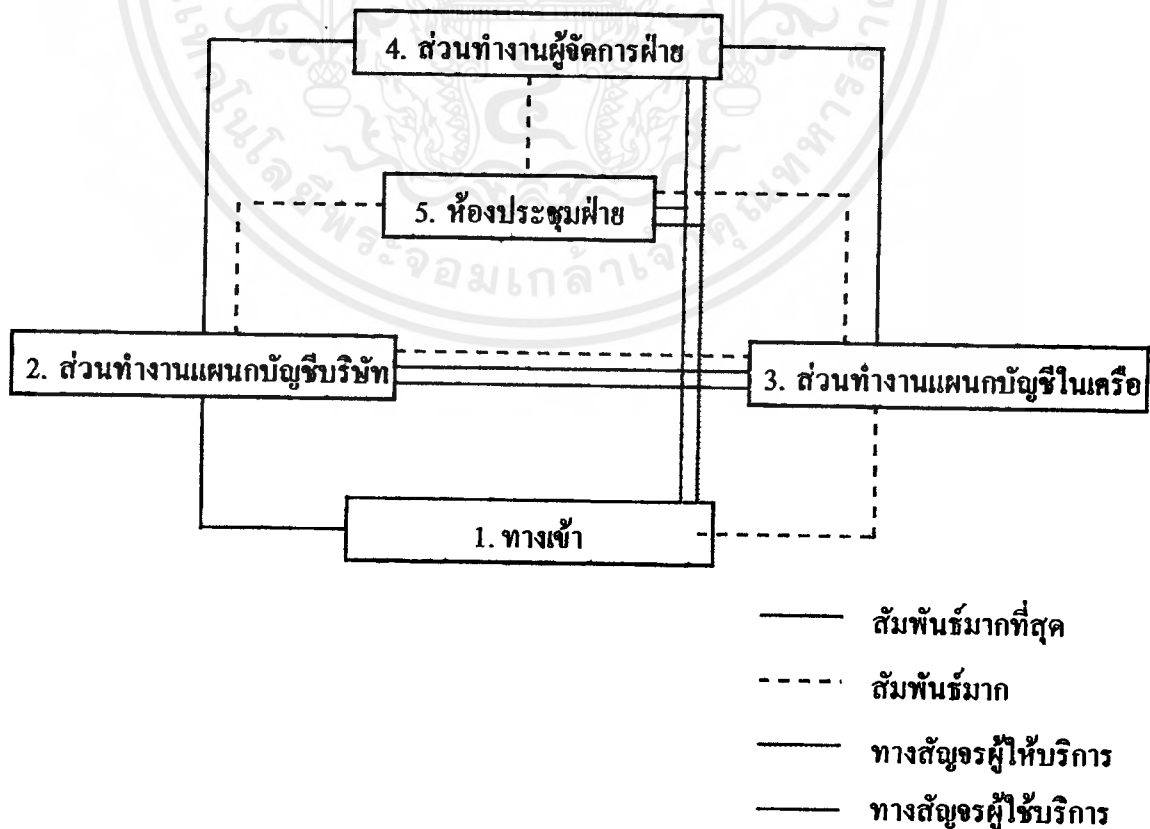 4. ส่วนทำงานผู้จัดการฝ่าย
5. ห้องประชุมฝ่าย
2. ส่วนทำงานแผนกบัญชีบริษัท
3. ส่วนทำงานแผนกบัญชีในเครือ
1. ทางเข้า
สัมพันธ์มากที่สุด
สัมพันธ์มาก
ทางสัญจรผู้ให้บริการ
ทางสัญจรผู้ใช้บริการ